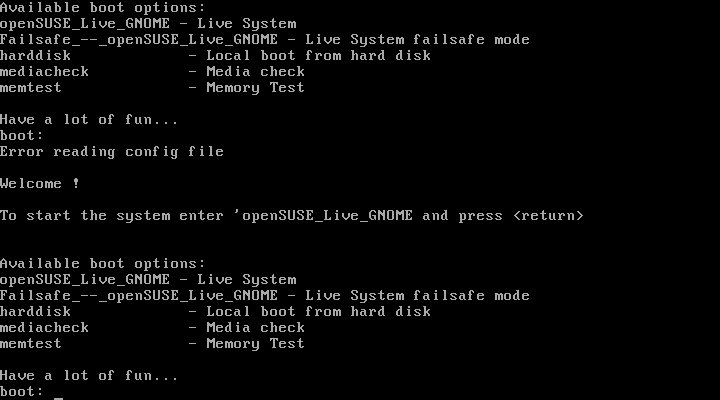 Available boot options:
openSUSE_Live_GNOME - Live System
Failsafe_--_openSUSE_Live_GNOME - Live System failsafe mode
harddisk - Local boot from hard disk
mediacheck - Media check
memtest - Memory Test
Have a lot of fun...
boot:
Error reading config file
Welcome !
To start the system enter 'openSUSE_Live_GNOME and press <return>
Available boot options:
openSUSE_Live_GNOME - Live System
Failsafe_--_openSUSE_Live_GNOME - Live System failsafe mode
harddisk - Local boot from hard disk
mediacheck - Media check
memtest - Memory Test
Have a lot of fun...
boot: _